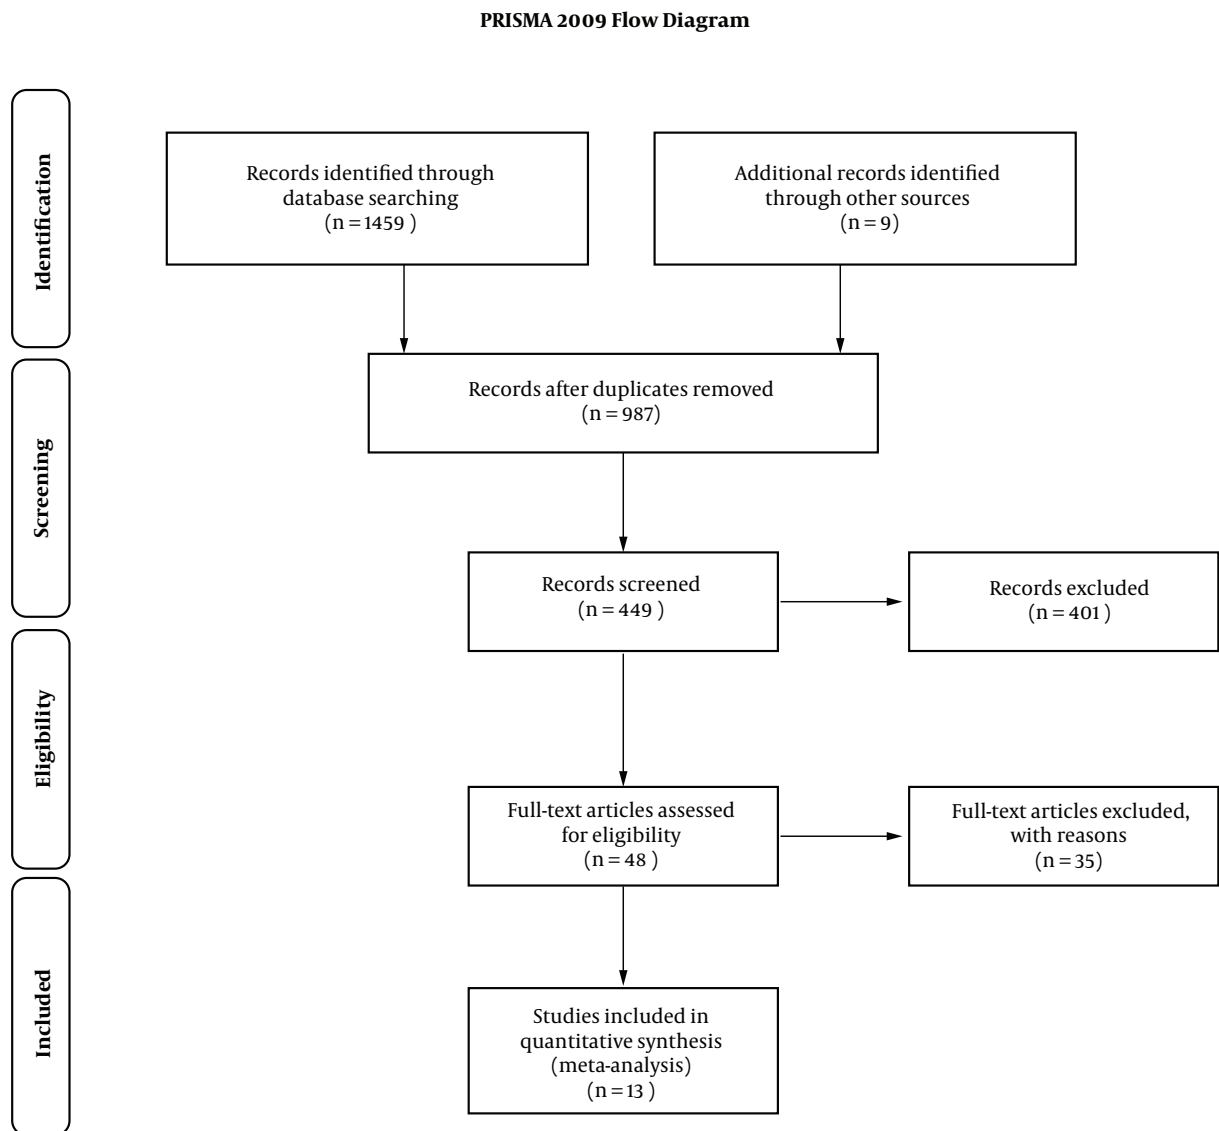 PRISMA 2009 Flow Diagram
Identification
Records identified through
database searching
(n = 1459 )
Additional records identified
through other sources
(n = 9)
Screening
Records after duplicates removed
(n = 987)
Records screened
(n = 449 )
Records excluded
(n = 401 )
Eligibility
Full-text articles assessed
for eligibility
(n = 48 )
Full-text articles excluded,
with reasons
(n = 35)
Included
Studies included in
quantitative synthesis
(meta-analysis)
(n = 13 )